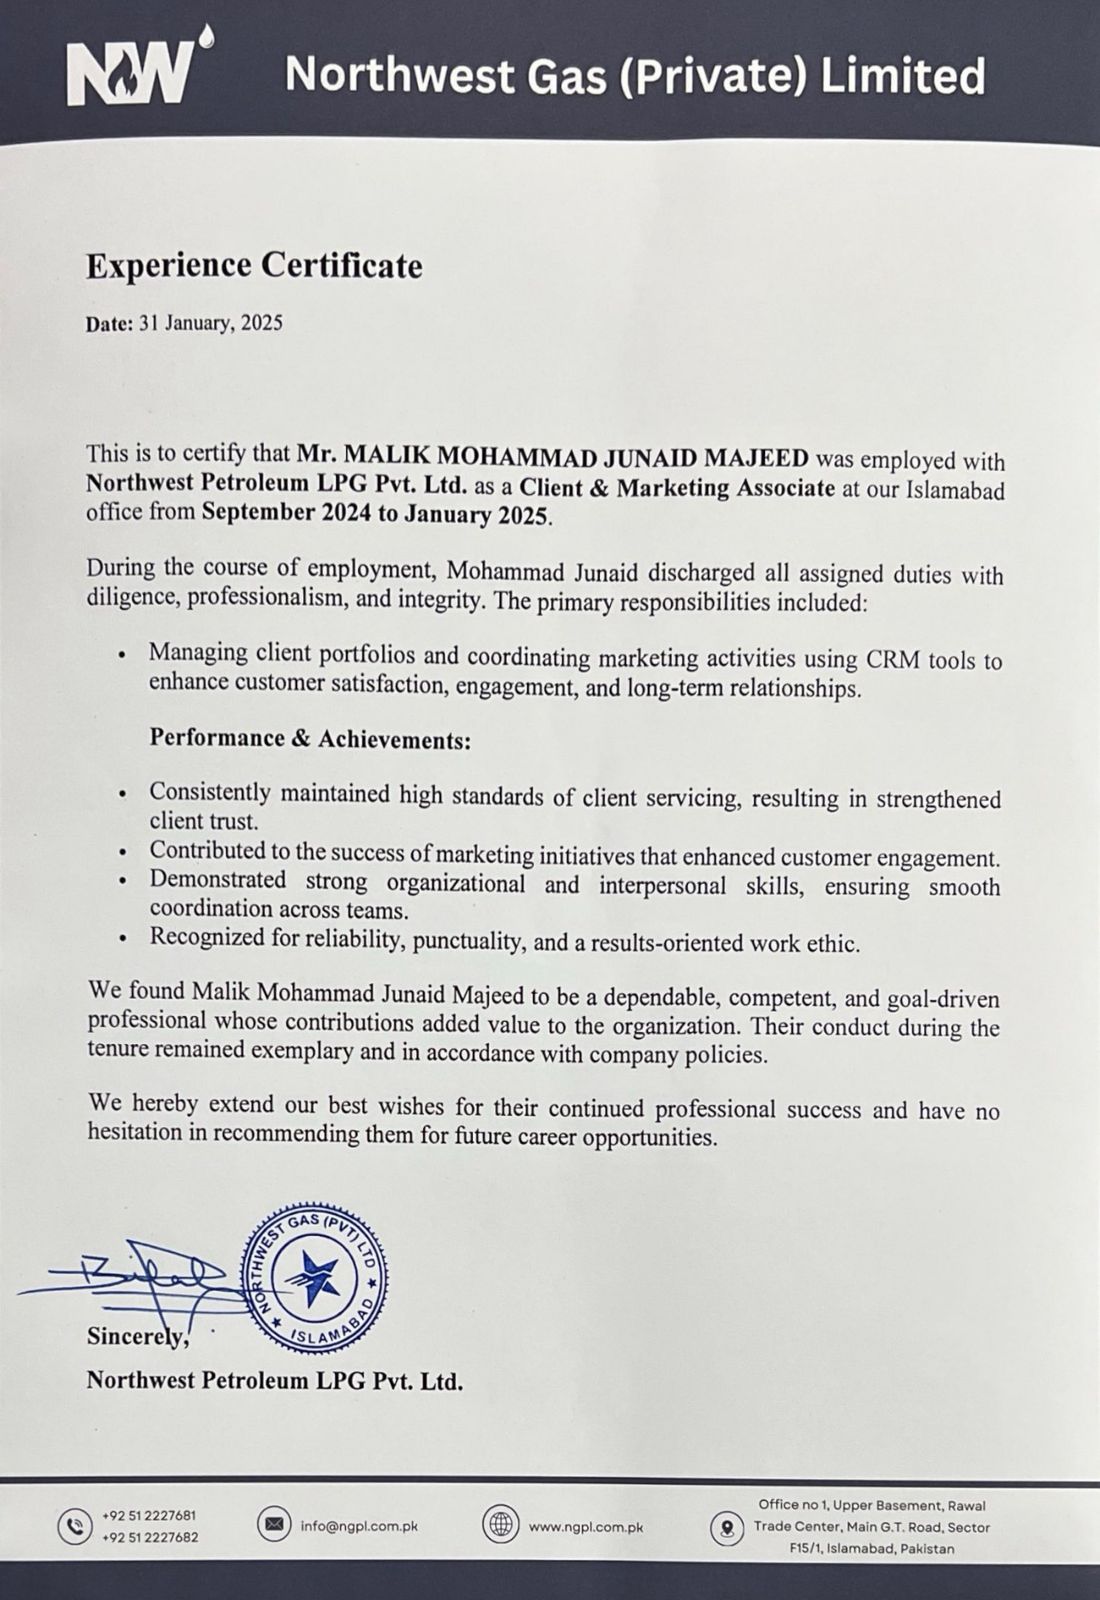 NW
Northwest Gas (Private) Limited
Experience Certificate
Date: 31 January, 2025
This is to certify that Mr. MALIK MOHAMMAD JUNAID MAJEED was employed with
Northwest Petroleum LPG Pvt. Ltd. as a Client & Marketing Associate at our Islamabad
office from September 2024 to January 2025.
During the course of employment, Mohammad Junaid discharged all assigned duties with
diligence, professionalism, and integrity. The primary responsibilities included:
• Managing client portfolios and coordinating marketing activities using CRM tools to
enhance customer satisfaction, engagement, and long-term relationships.
Performance & Achievements:
• Consistently maintained high standards of client servicing, resulting in strengthened
client trust.
• Contributed to the success of marketing initiatives that enhanced customer engagement.
• Demonstrated strong organizational and interpersonal skills, ensuring smooth
coordination across teams.
• Recognized for reliability, punctuality, and a results-oriented work ethic.
We found Malik Mohammad Junaid Majeed to be a dependable, competent, and goal-driven
professional whose contributions added value to the organization. Their conduct during the
tenure remained exemplary and in accordance with company policies.
We hereby extend our best wishes for their continued professional success and have no
hesitation in recommending them for future career opportunities.
Bilal
NORTHWEST GAS (PVT) LTD
ISLAMABAD
Sincerely,
Northwest Petroleum LPG Pvt. Ltd.
+92 51 2227681
+92 51 2227682
info@ngpl.com.pk
www.ngpl.com.pk
Office no 1, Upper Basement, Rawal
Trade Center, Main G.T. Road, Sector
F15/1, Islamabad, Pakistan